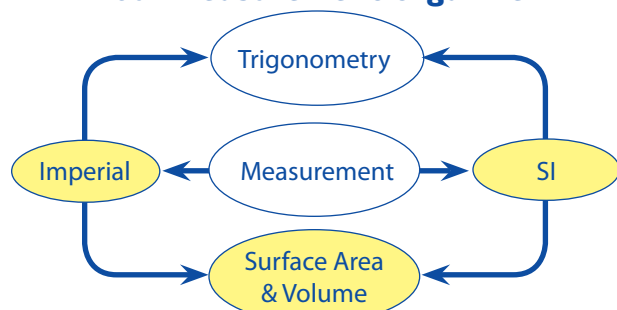 Trigonometry
Imperial
Measurement
SI
Surface Area
& Volume